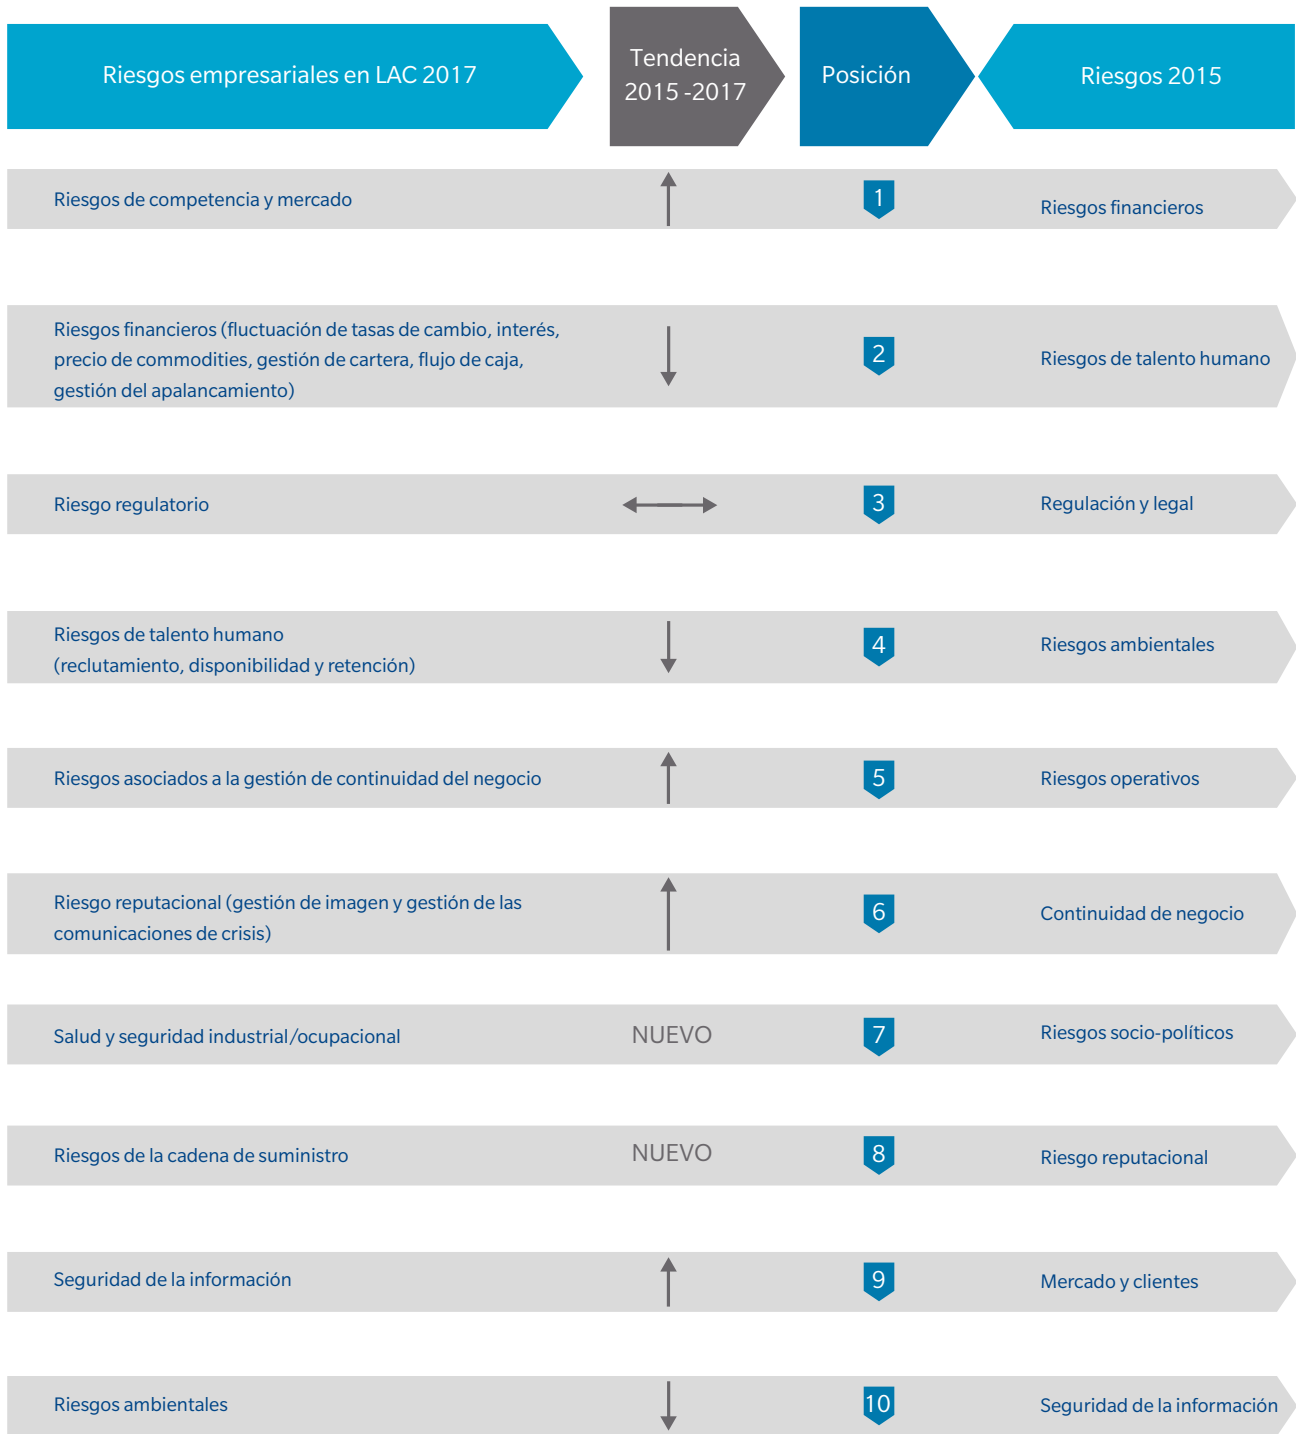 Riesgos empresariales en LAC 2017
Tendencia
2015 -2017
Posición
Riesgos 2015
Riesgos de competencia y mercado
1
Riesgos financieros
Riesgos financieros (fluctuación de tasas de cambio, interés,
precio de commodities, gestión de cartera, flujo de caja,
gestión del apalancamiento)
2
Riesgos de talento humano
Riesgo regulatorio
3
Regulación y legal
Riesgos de talento humano
(reclutamiento, disponibilidad y retención)
4
Riesgos ambientales
Riesgos asociados a la gestión de continuidad del negocio
5
Riesgos operativos
Riesgo reputacional (gestión de imagen y gestión de las
comunicaciones de crisis)
6
Continuidad de negocio
Salud y seguridad industrial/ocupacional
NUEVO
7
Riesgos socio-políticos
Riesgos de la cadena de suministro
NUEVO
8
Riesgo reputacional
Seguridad de la información
9
Mercado y clientes
Riesgos ambientales
10
Seguridad de la información